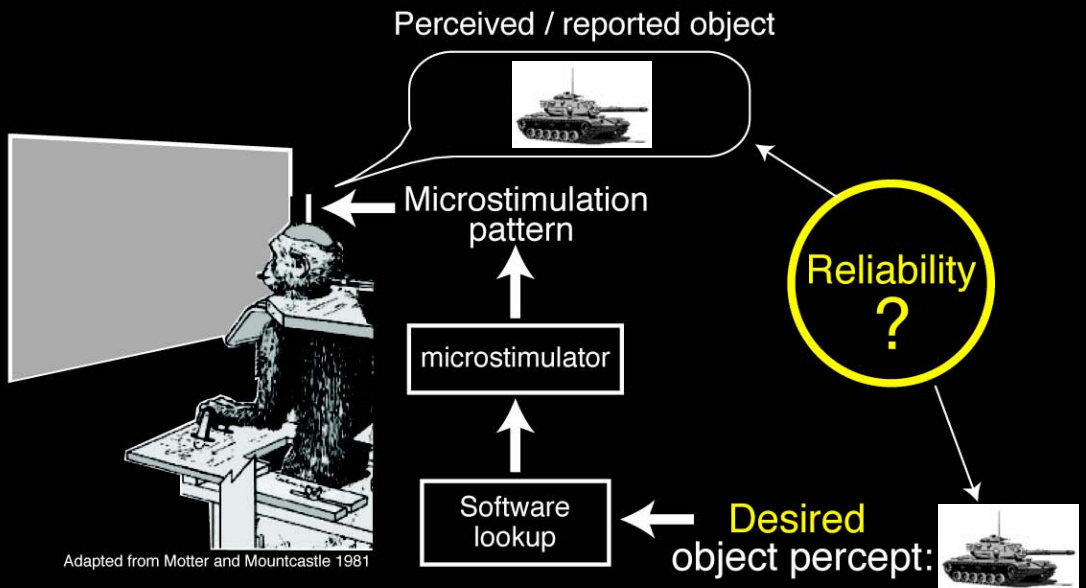 Perceived / reported object
Microstimulation
pattern
Reliability
?
microstimulator
Software
lookup
Desired
object percept:
Adapted from Motter and Mountcastle 1981